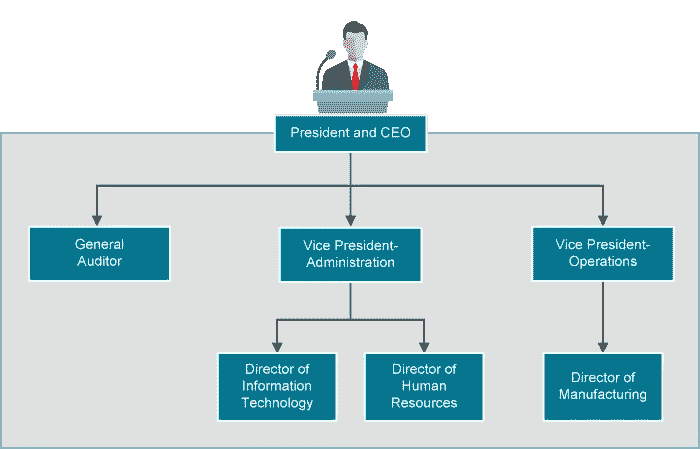 President and CEO
General
Auditor
Vice President-
Administration
Vice President-
Operations
Director of
Information
Technology
Director of
Human
Resources
Director of
Manufacturing